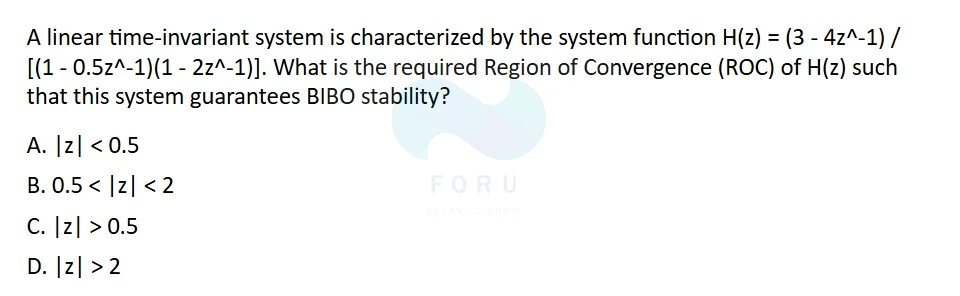 A linear time-invariant system is characterized by the system function H(z) = (3 - 4z^-1) /
[(1 - 0.5z^-1)(1 - 2z^-1)]. What is the required Region of Convergence (ROC) of H(z) such
that this system guarantees BIBO stability?
A. |z| < 0.5
B. 0.5 < |z| < 2
FORU
C. |z| > 0.5
D. |z| > 2